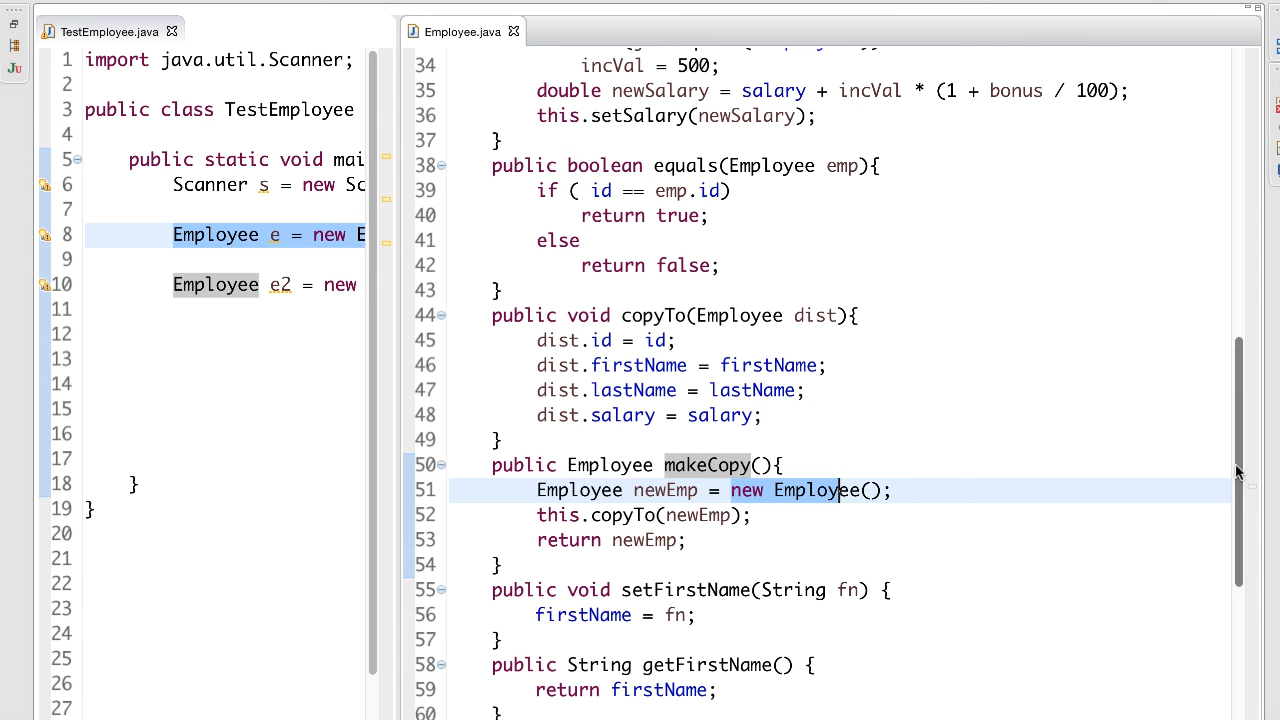 TestEmployee.java
1 import java.util.Scanner;
2
3 public class TestEmployee
4
5 public static void mai
6 Scanner s = new Sc
7
8 Employee e = new E
9
10 Employee e2 = new
11
12
13
14
15
16
17
18 }
19 }
20
21
22
23
24
25
26
27
Employee.java
34 incVal = 500;
35 double newSalary = salary + incVal * (1 + bonus / 100);
36 this.setSalary(newSalary);
37 }
38 public boolean equals(Employee emp){
39 if ( id == emp.id)
40 return true;
41 else
42 return false;
43 }
44 public void copyTo(Employee dist){
45 dist.id = id;
46 dist.firstName = firstName;
47 dist.lastName = lastName;
48 dist.salary = salary;
49 }
50 public Employee makeCopy(){
51 Employee newEmp = new Employee();
52 this.copyTo(newEmp);
53 return newEmp;
54 }
55 public void setFirstName(String fn) {
56 firstName = fn;
57 }
58 public String getFirstName() {
59 return firstName;
60 }